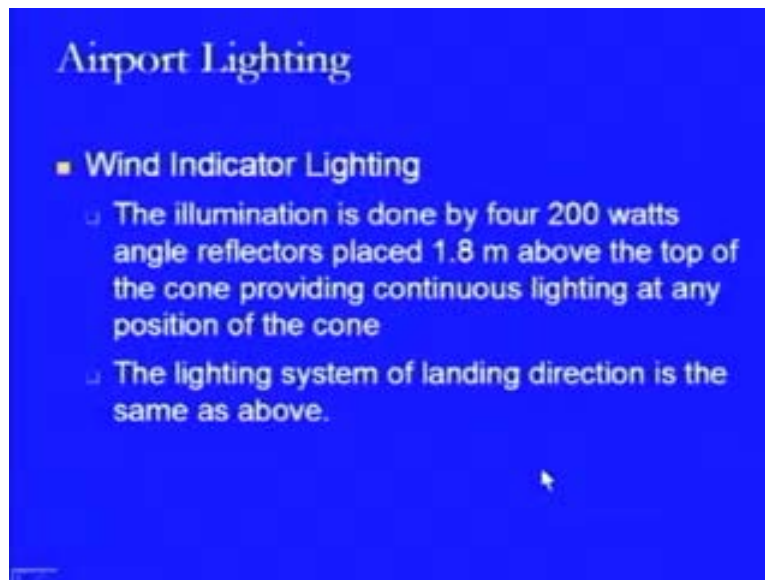 Airport Lighting
Wind Indicator Lighting
The illumination is done by four 200 watts
angle reflectors placed 1.8 m above the top of
the cone providing continuous lighting at any
position of the cone
The lighting system of landing direction is the
same as above.